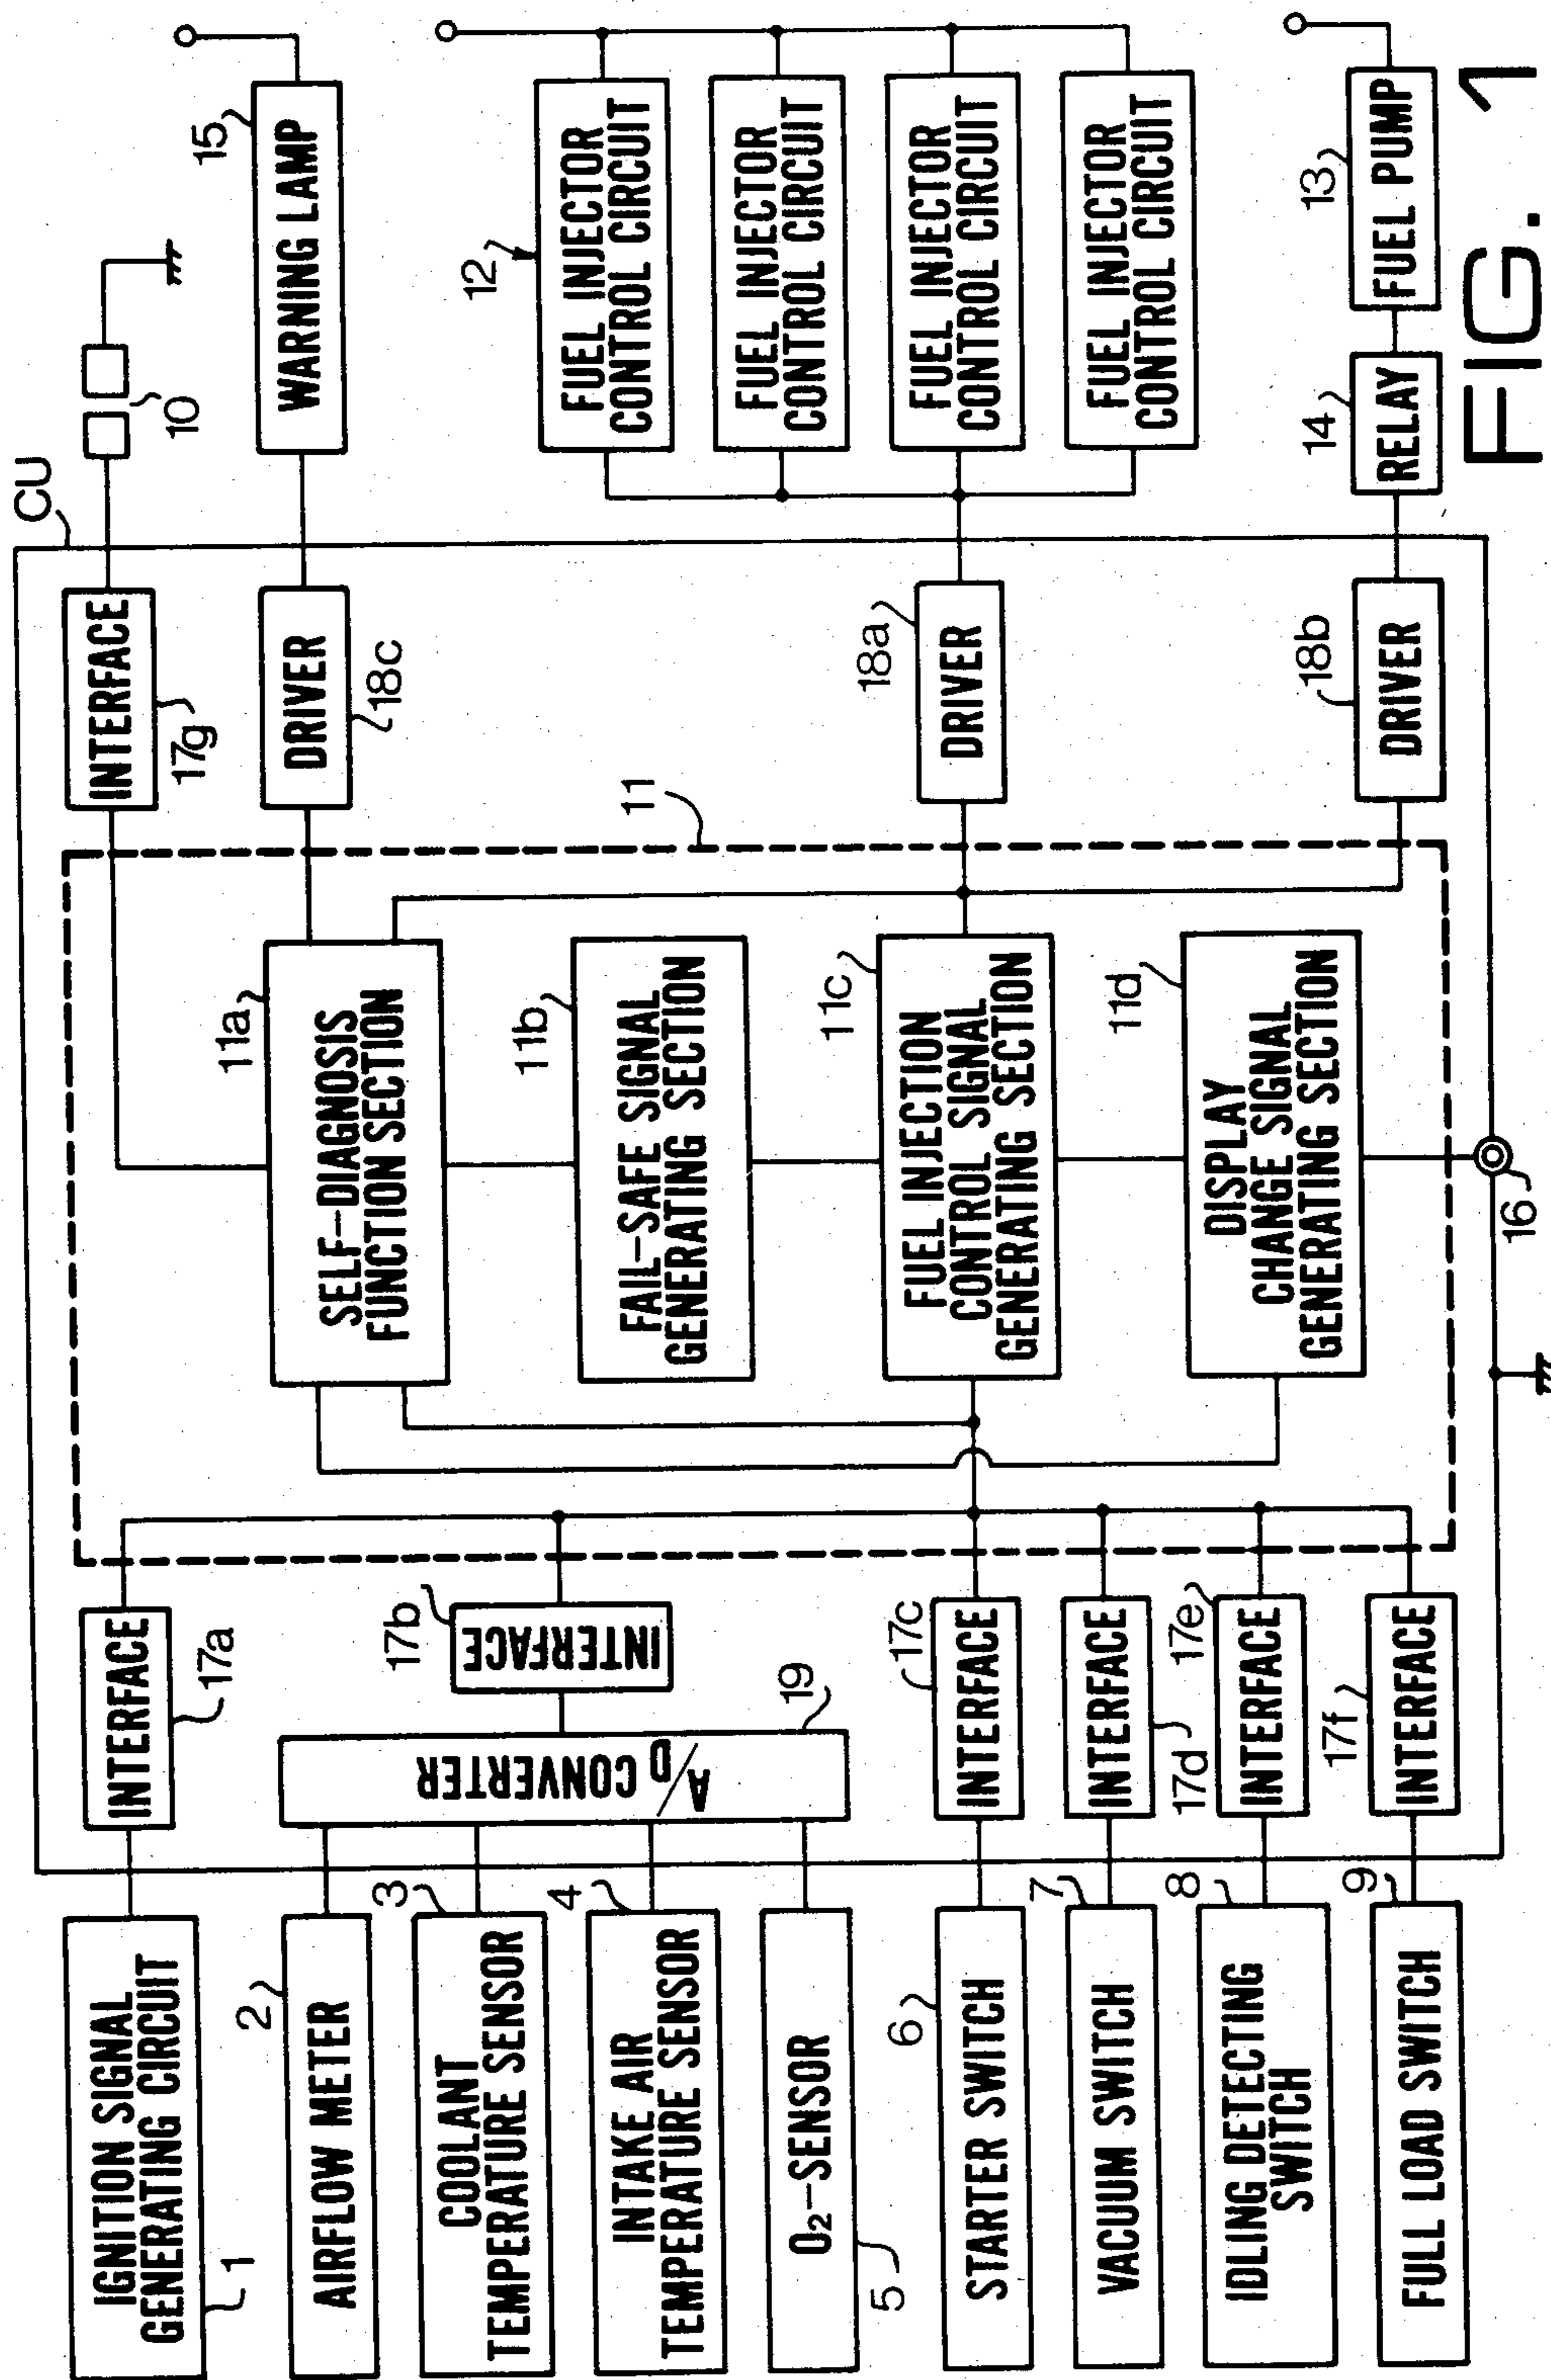 CU
IGNITION SIGNAL
GENERATING CIRCUIT
1
INTERFACE
17a
INTERFACE
17g
10
AIRFLOW METER
2
COOLANT
TEMPERATURE SENSOR
3
INTAKE AIR
TEMPERATURE SENSOR
4
O₂-SENSOR
5
A/D CONVERTER
19
INTERFACE
17b
STARTER SWITCH
6
INTERFACE
17c
VACUUM SWITCH
7
INTERFACE
17d
IDLING DETECTING
SWITCH
8
INTERFACE
17e
FULL LOAD SWITCH
9
INTERFACE
17f
11
SELF-DIAGNOSIS
FUNCTION SECTION
11a
FAIL-SAFE SIGNAL
GENERATING SECTION
11b
FUEL INJECTION
CONTROL SIGNAL
GENERATING SECTION
11c
DISPLAY
CHANGE SIGNAL
GENERATING SECTION
11d
16
DRIVER
18c
WARNING LAMP
15
DRIVER
18a
12
FUEL INJECTOR
CONTROL CIRCUIT
FUEL INJECTOR
CONTROL CIRCUIT
FUEL INJECTOR
CONTROL CIRCUIT
FUEL INJECTOR
CONTROL CIRCUIT
DRIVER
18b
RELAY
14
FUEL PUMP
13
FIG. 1